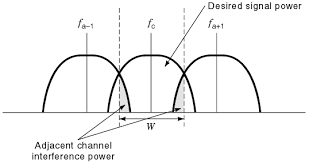 Desired signal power
fa–1
fc
fa+1
W
Adjacent channel
interference power